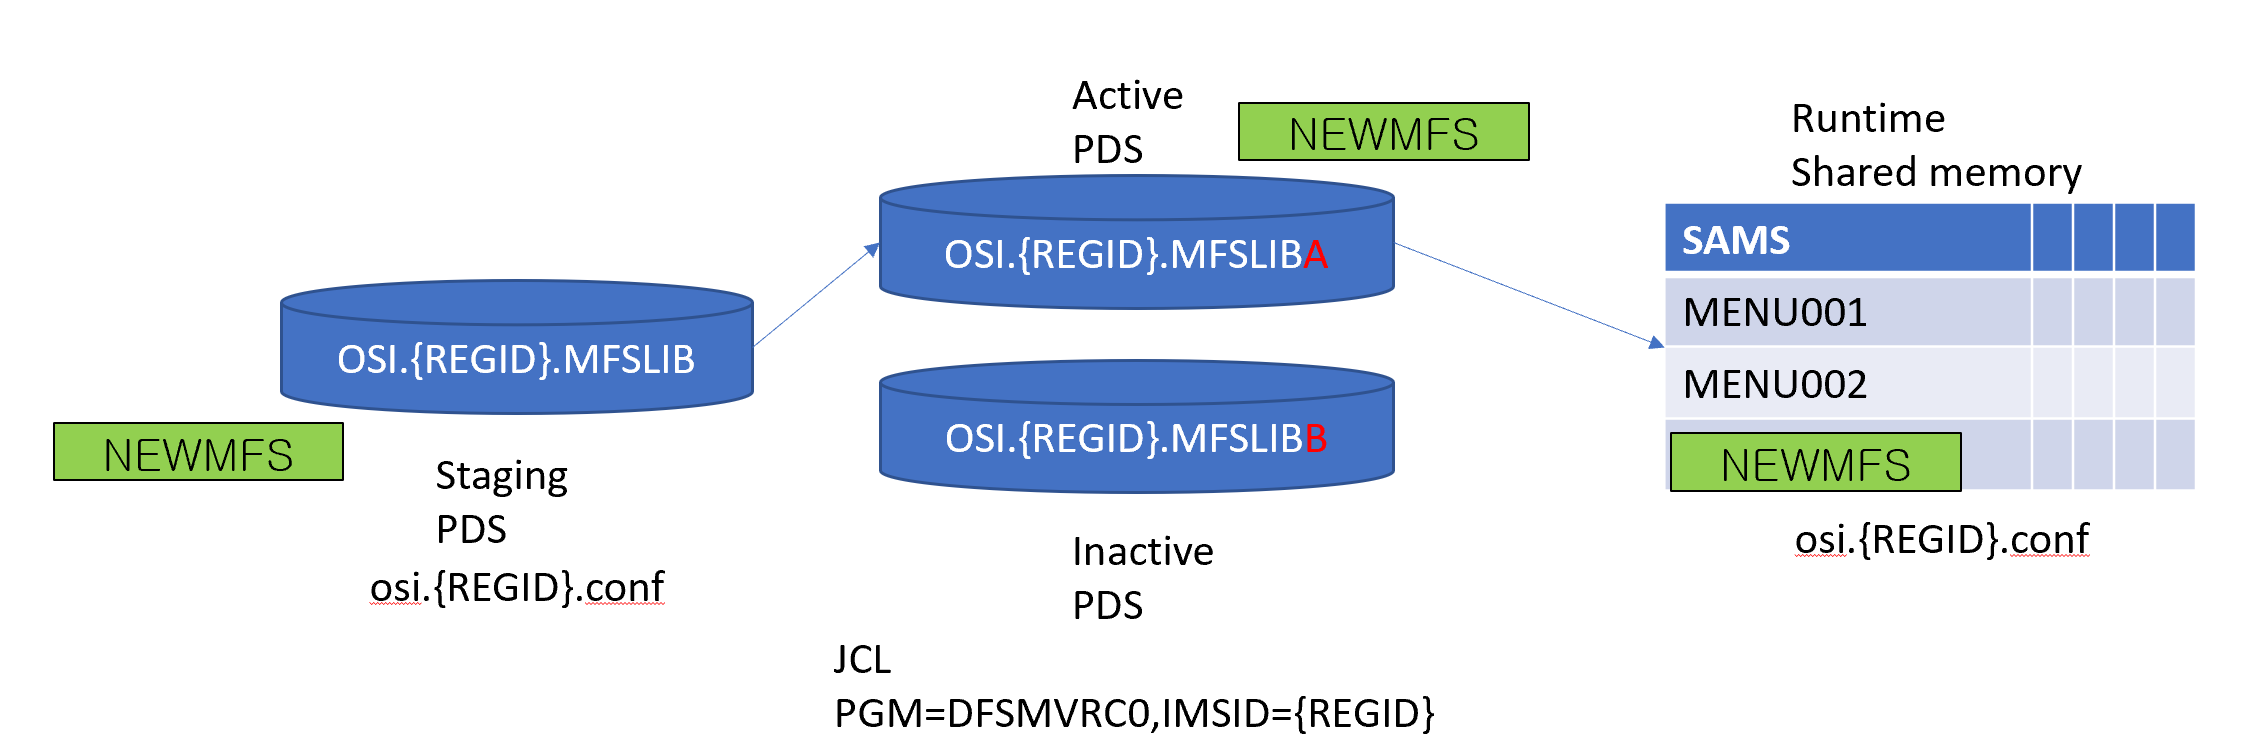 NEWMFS
OSI.{REGID}.MFSLIB
Staging
PDS
osi.{REGID}.conf
Active
PDS
NEWMFS
OSI.{REGID}.MFSLIBA
OSI.{REGID}.MFSLIBB
Inactive
PDS
JCL
PGM=DFSMVRC0,IMSID={REGID}
Runtime
Shared memory
SAMS
MENU001
MENU002
NEWMFS
osi.{REGID}.conf